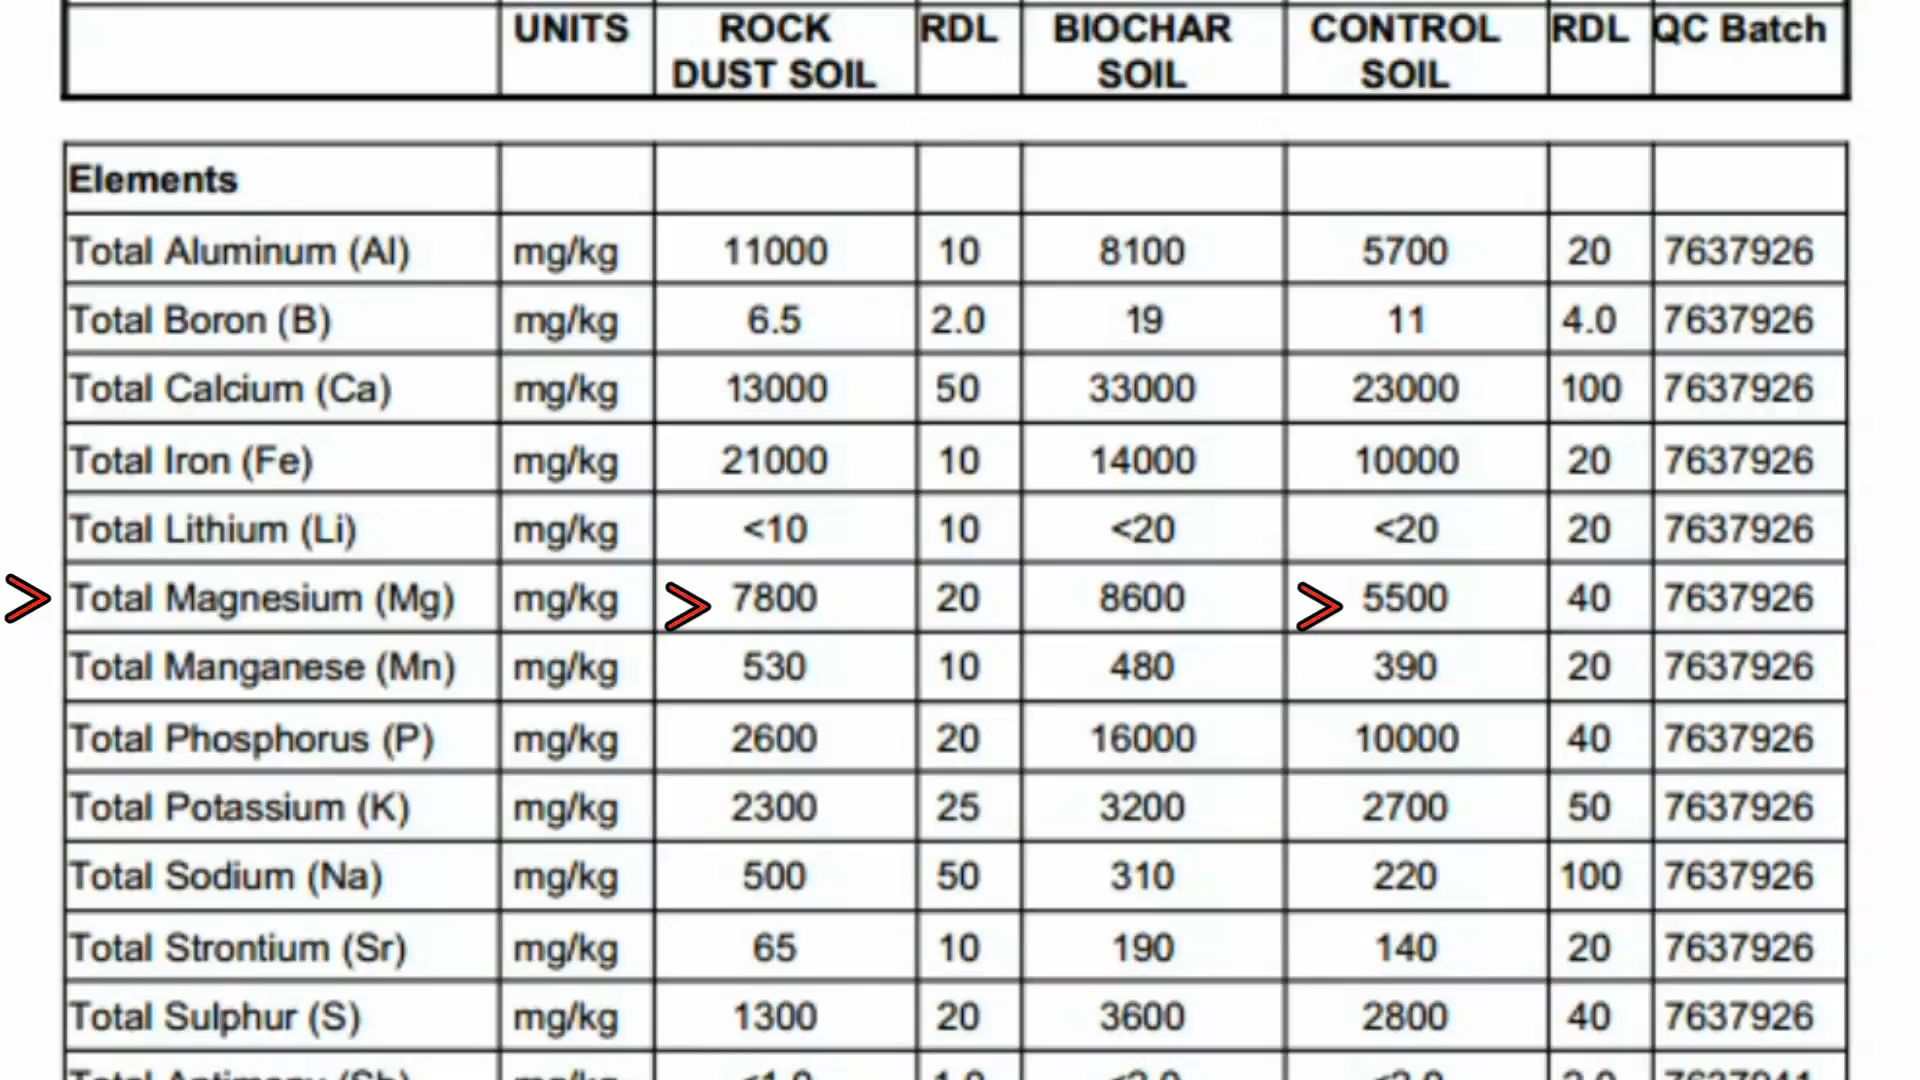 UNITS ROCK DUST SOIL RDL BIOCHAR SOIL CONTROL SOIL RDL QC Batch
Elements
Total Aluminum (Al) mg/kg 11000 10 8100 5700 20 7637926
Total Boron (B) mg/kg 6.5 2.0 19 11 4.0 7637926
Total Calcium (Ca) mg/kg 13000 50 33000 23000 100 7637926
Total Iron (Fe) mg/kg 21000 10 14000 10000 20 7637926
Total Lithium (Li) mg/kg <10 10 <20 <20 20 7637926
Total Magnesium (Mg) mg/kg 7800 20 8600 5500 40 7637926
Total Manganese (Mn) mg/kg 530 10 480 390 20 7637926
Total Phosphorus (P) mg/kg 2600 20 16000 10000 40 7637926
Total Potassium (K) mg/kg 2300 25 3200 2700 50 7637926
Total Sodium (Na) mg/kg 500 50 310 220 100 7637926
Total Strontium (Sr) mg/kg 65 10 190 140 20 7637926
Total Sulphur (S) mg/kg 1300 20 3600 2800 40 7637926